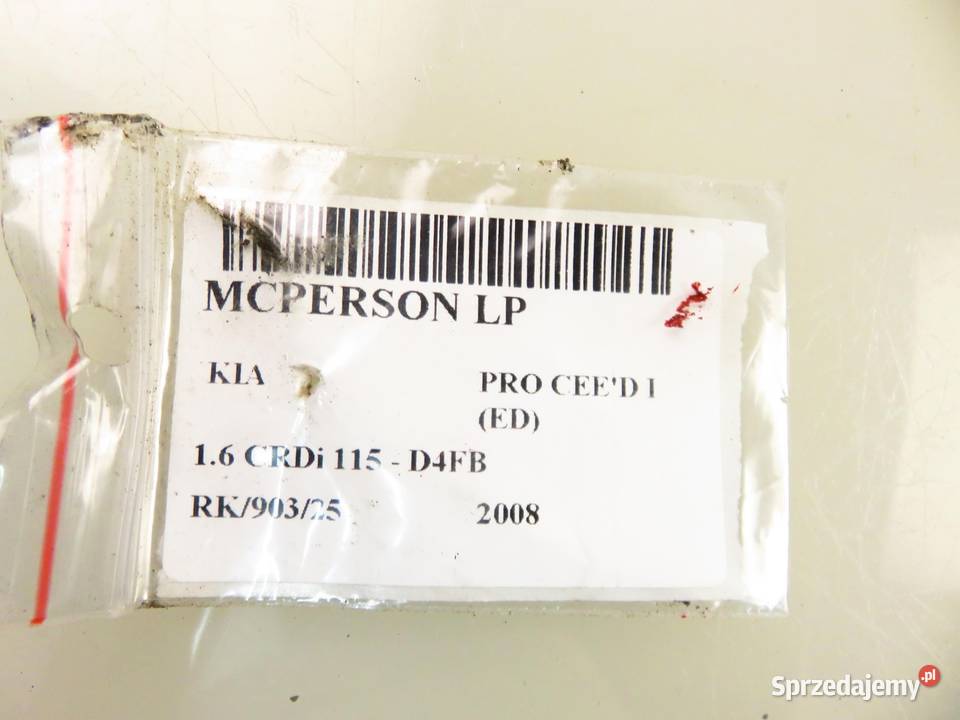 MCPERSON LP
KIA PRO CEE'D I
(ED)
1.6 CRDi 115 - D4FB
RK/903/25 2008
Sprzedajemy.pl